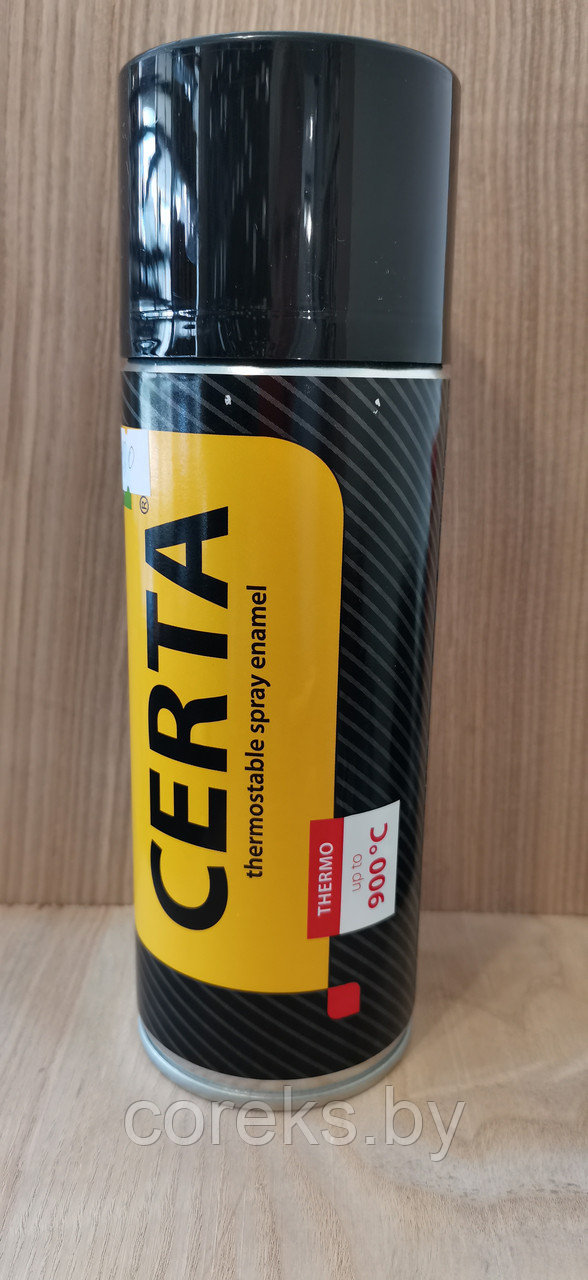 CERTA®
thermostable spray enamel
THERMO
up to
900°C
coreks.by